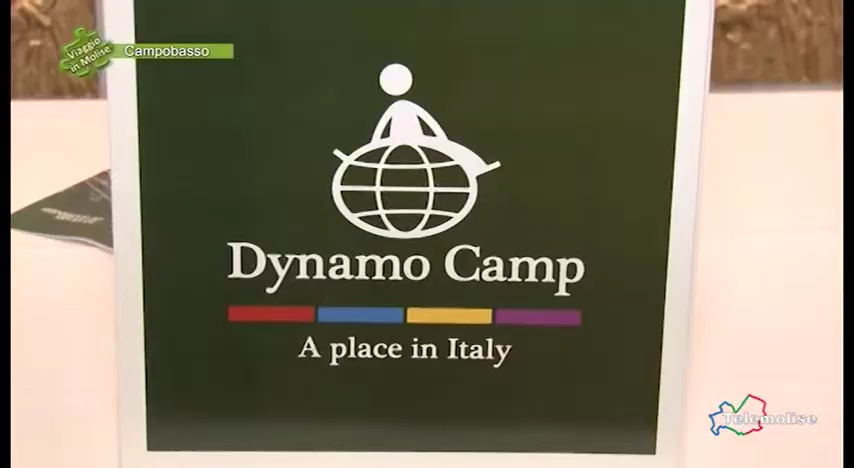 Viaggio
in Molise
Campobasso
Dynamo Camp
A place in Italy
Telemolise